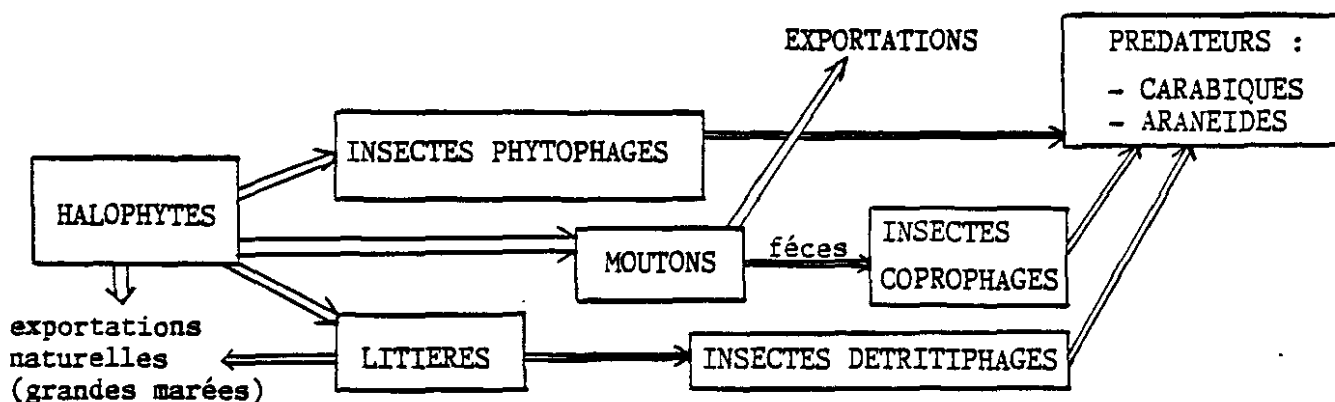 EXPORTATIONS
PREDATEURS :
- CARABIQUES
- ARANEIDES
INSECTES PHYTOPHAGES
HALOPHYTES
MOUTONS
féces
INSECTES
COPROPHAGES
exportations
naturelles
(grandes marées)
LITIERES
INSECTES DETRITIPHAGES